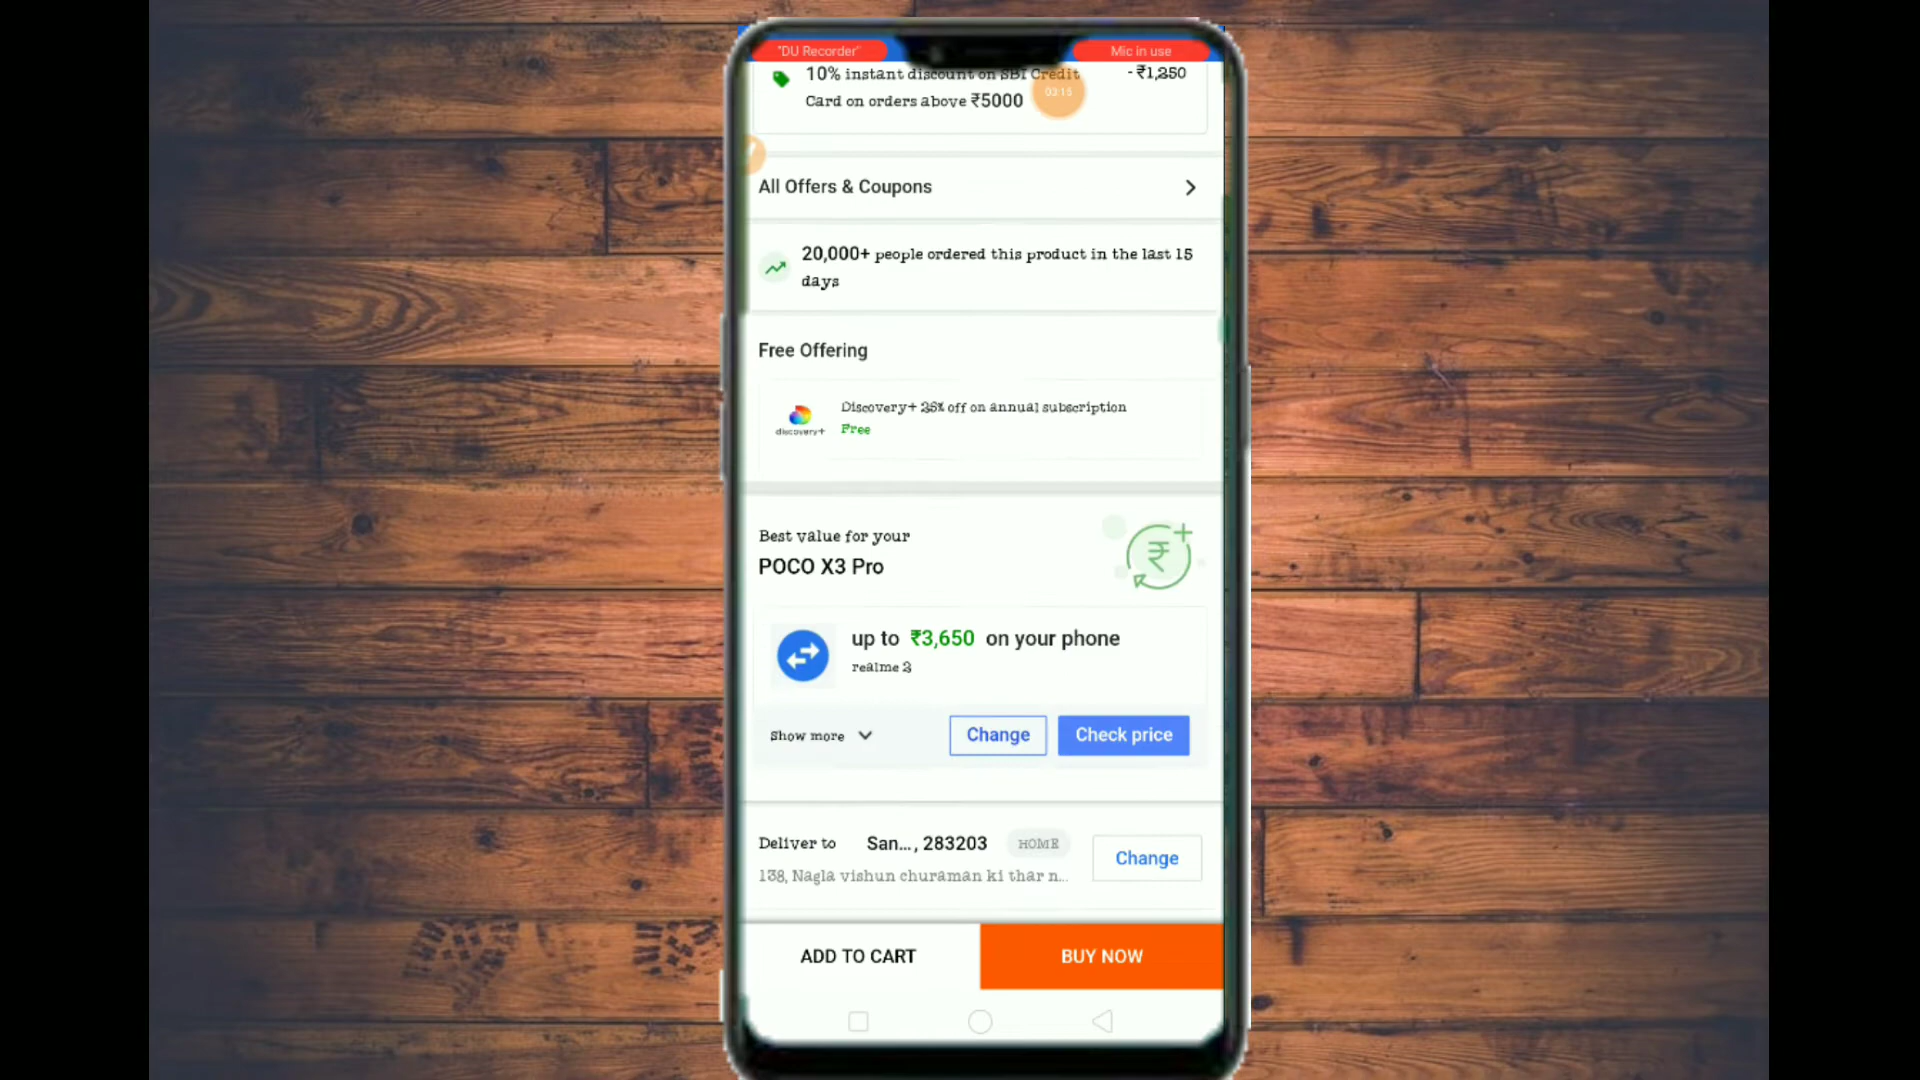 "DU Recorder"
Mic in use
10% instant discount on SBI Credit
- ₹1,250
Card on orders above ₹5000
03:15
All Offers & Coupons
20,000+ people ordered this product in the last 15
days
Free Offering
Discovery+ 25% off on annual subscription
discovery+
Free
Best value for your
POCO X3 Pro
up to ₹3,650 on your phone
realme 2
Show more
Change
Check price
Deliver to San..., 283203 HOME
Change
138, Nagla vishun churaman ki thar n...
ADD TO CART
BUY NOW